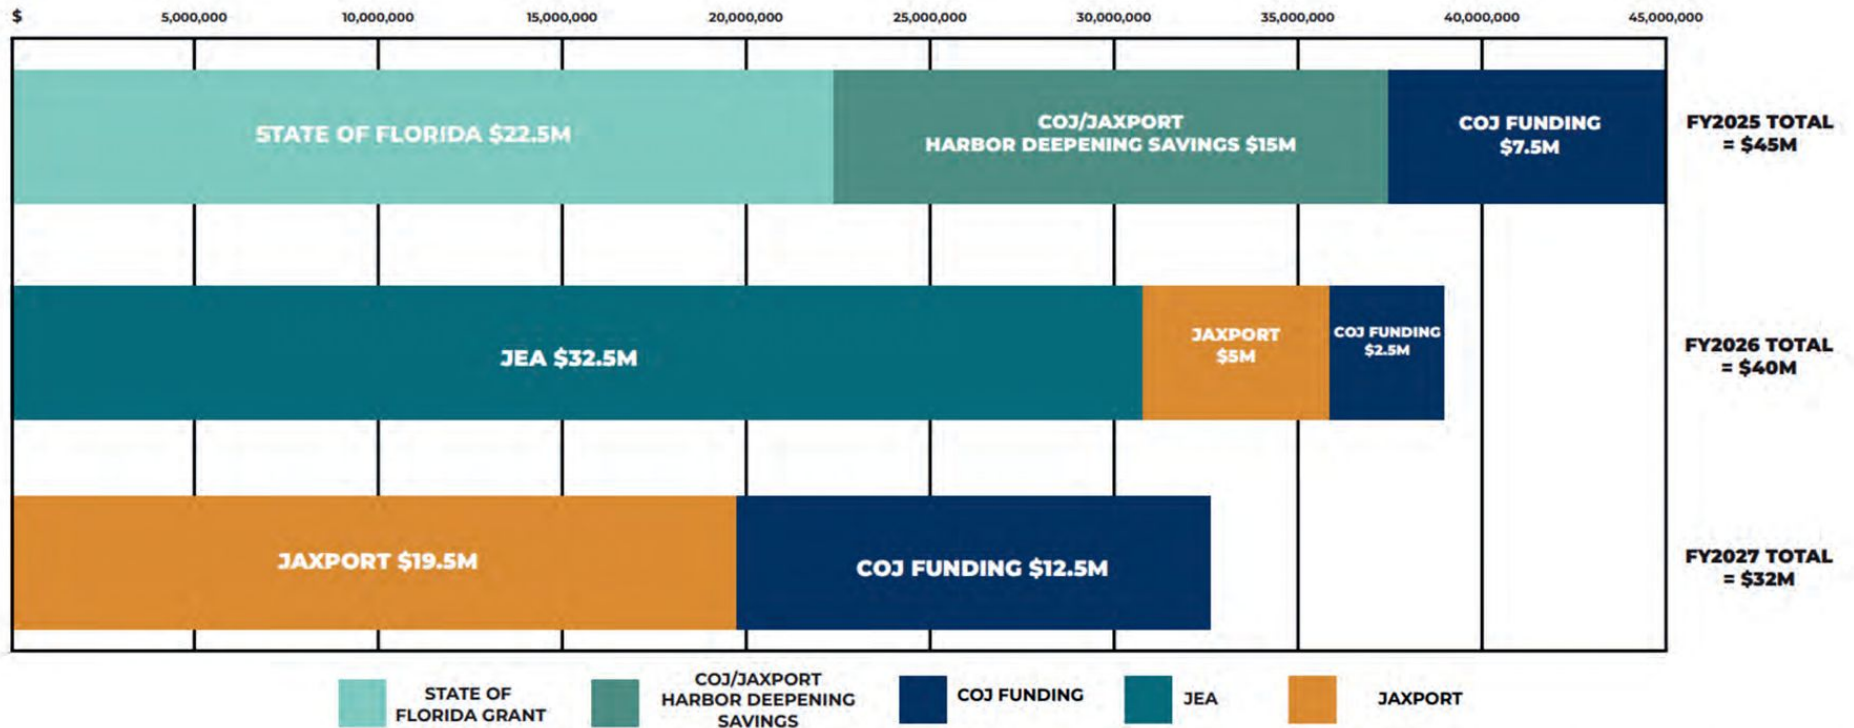 $ 5,000,000 10,000,000 15,000,000 20,000,000 25,000,000 30,000,000 35,000,000 40,000,000 45,000,000
STATE OF FLORIDA $22.5M
COJ/JAXPORT
HARBOR DEEPENING SAVINGS $15M
COJ FUNDING
$7.5M
FY2025 TOTAL
= $45M
JEA $32.5M
JAXPORT
$5M
COJ FUNDING
$2.5M
FY2026 TOTAL
= $40M
JAXPORT $19.5M
COJ FUNDING $12.5M
FY2027 TOTAL
= $32M
STATE OF
FLORIDA GRANT
COJ/JAXPORT
HARBOR DEEPENING
SAVINGS
COJ FUNDING
JEA
JAXPORT